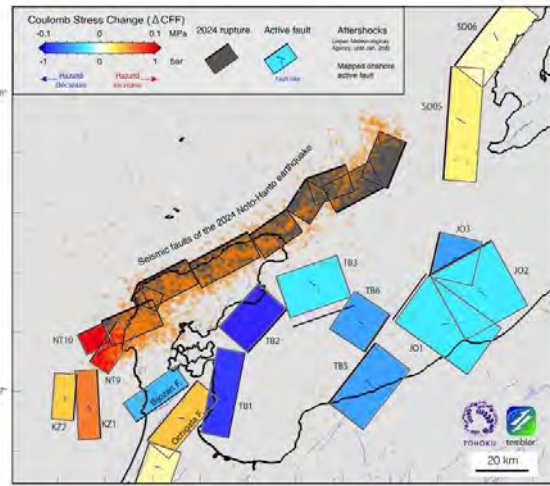 Coulomb Stress Change (ΔCFF)
-0.1 0 0.1 MPa
-1 0 1 bar
Hazard decrease
Hazard increase
2024 rupture
Active fault
Fault line
Aftershocks
(Japan Meteorological
Agency, until Jan. 2nd)
Mapped onshore
active fault
SD06
SD05
Seismic faults of the 2024 Noto-Hanto earthquake
JO3
JO2
TB3
TB6
NT10
TB2
JO1
NT9
TB5
Bijozan F.
KZ2
KZ1
Ochigata F.
TB1
TOHOKU
temblor
20 km